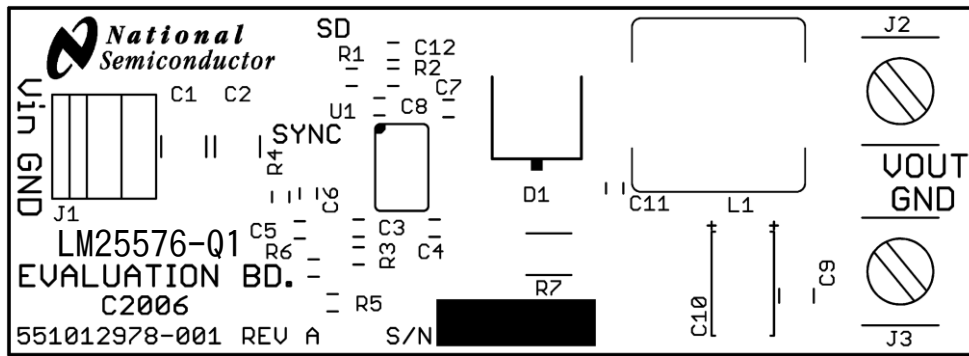 National
Semiconductor
SD
R1
C12
R2
J2
Vin GND
C1
C2
C7
U1
C8
SYNC
R4
VOUT
GND
J1
C6
D1
C11
L1
C5
C3
C4
LM25576-Q1
R6
R3
EVALUATION BD.
C9
R7
C2006
R5
C10
551012978-001 REV A
S/N
J3